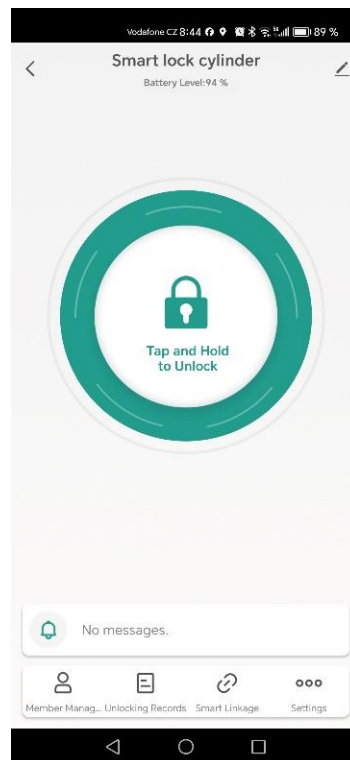 Vodafone CZ 8:44 89 %
Smart lock cylinder
Battery Level:94 %
Tap and Hold
to Unlock
No messages.
Member Manag... Unlocking Records Smart Linkage Settings